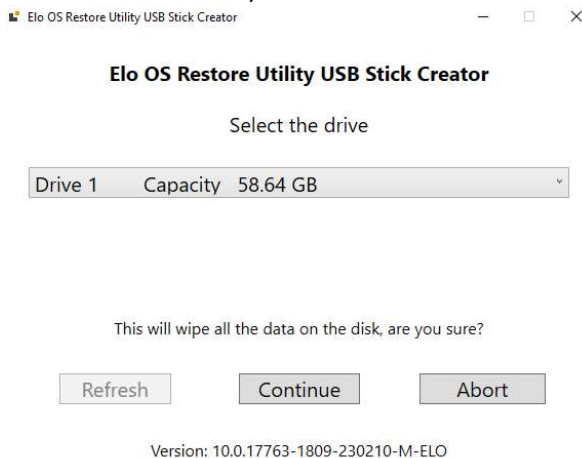 Elo OS Restore Utility USB Stick Creator
Elo OS Restore Utility USB Stick Creator
Select the drive
Drive 1 Capacity 58.64 GB
This will wipe all the data on the disk, are you sure?
Refresh Continue Abort
Version: 10.0.17763-1809-230210-M-ELO